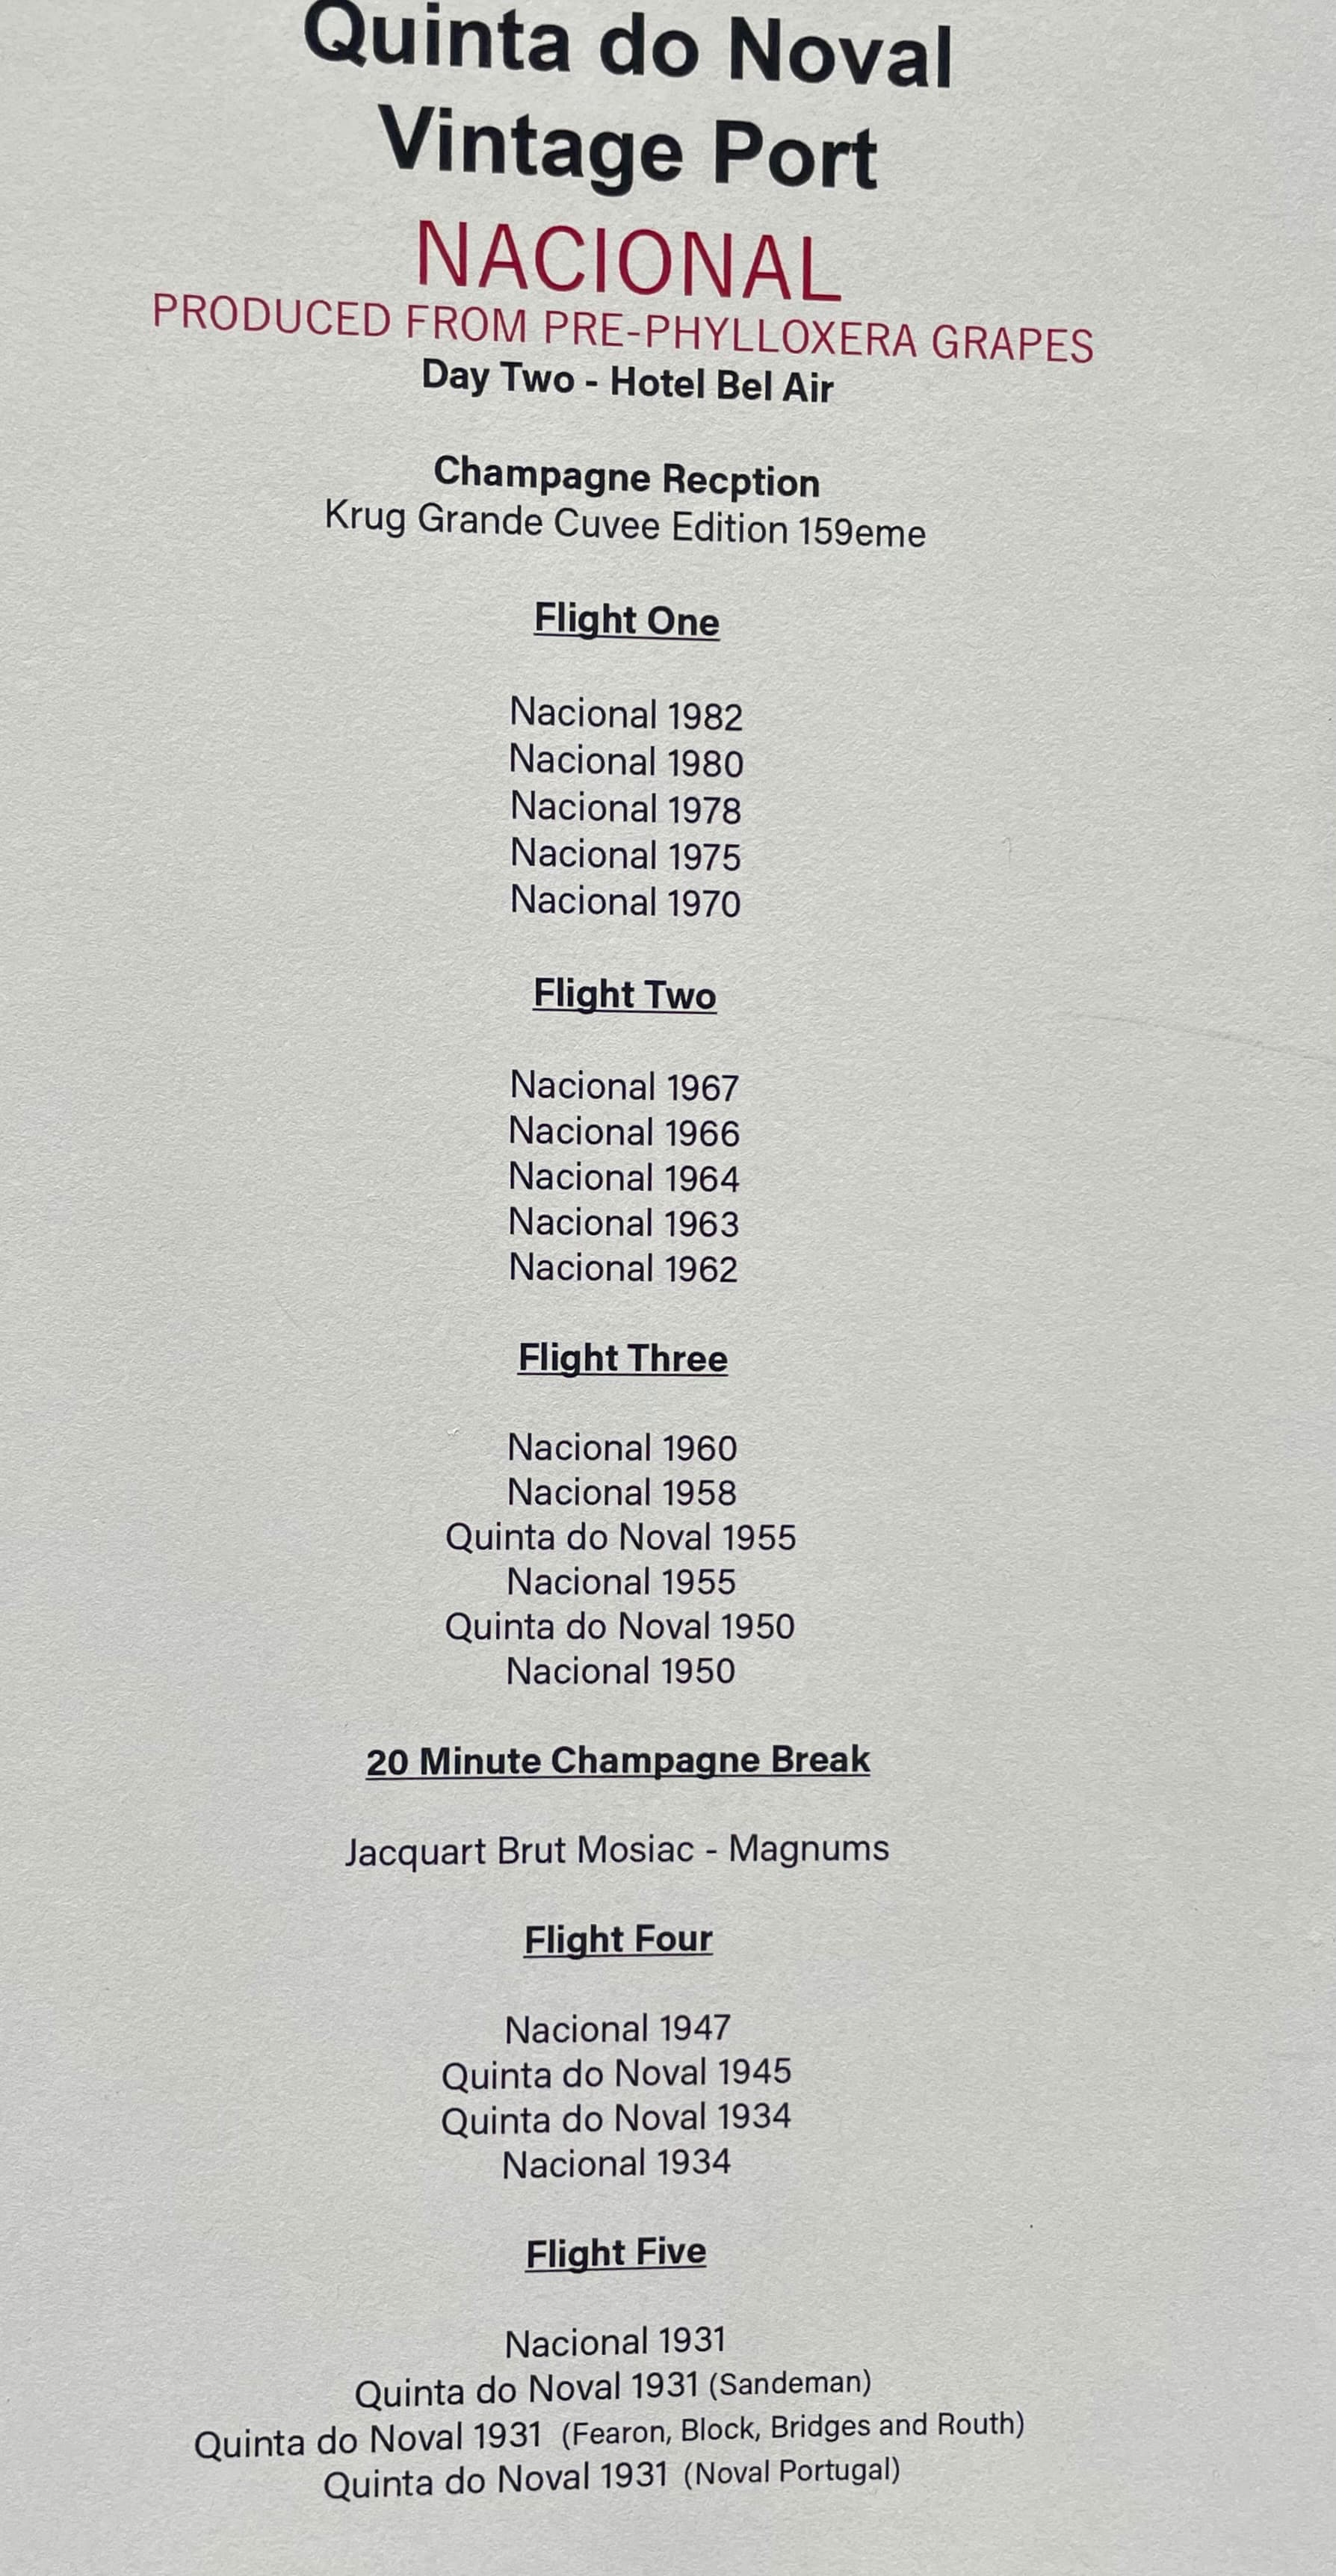 Quinta do Noval
Vintage Port
NACIONAL
PRODUCED FROM PRE-PHYLLOXERA GRAPES
Day Two - Hotel Bel Air
Champagne Recption
Krug Grande Cuvee Edition 159eme
Flight One
Nacional 1982
Nacional 1980
Nacional 1978
Nacional 1975
Nacional 1970
Flight Two
Nacional 1967
Nacional 1966
Nacional 1964
Nacional 1963
Nacional 1962
Flight Three
Nacional 1960
Nacional 1958
Quinta do Noval 1955
Nacional 1955
Quinta do Noval 1950
Nacional 1950
20 Minute Champagne Break
Jacquart Brut Mosiac - Magnums
Flight Four
Nacional 1947
Quinta do Noval 1945
Quinta do Noval 1934
Nacional 1934
Flight Five
Nacional 1931
Quinta do Noval 1931 (Sandeman)
Quinta do Noval 1931 (Fearon, Block, Bridges and Routh)
Quinta do Noval 1931 (Noval Portugal)